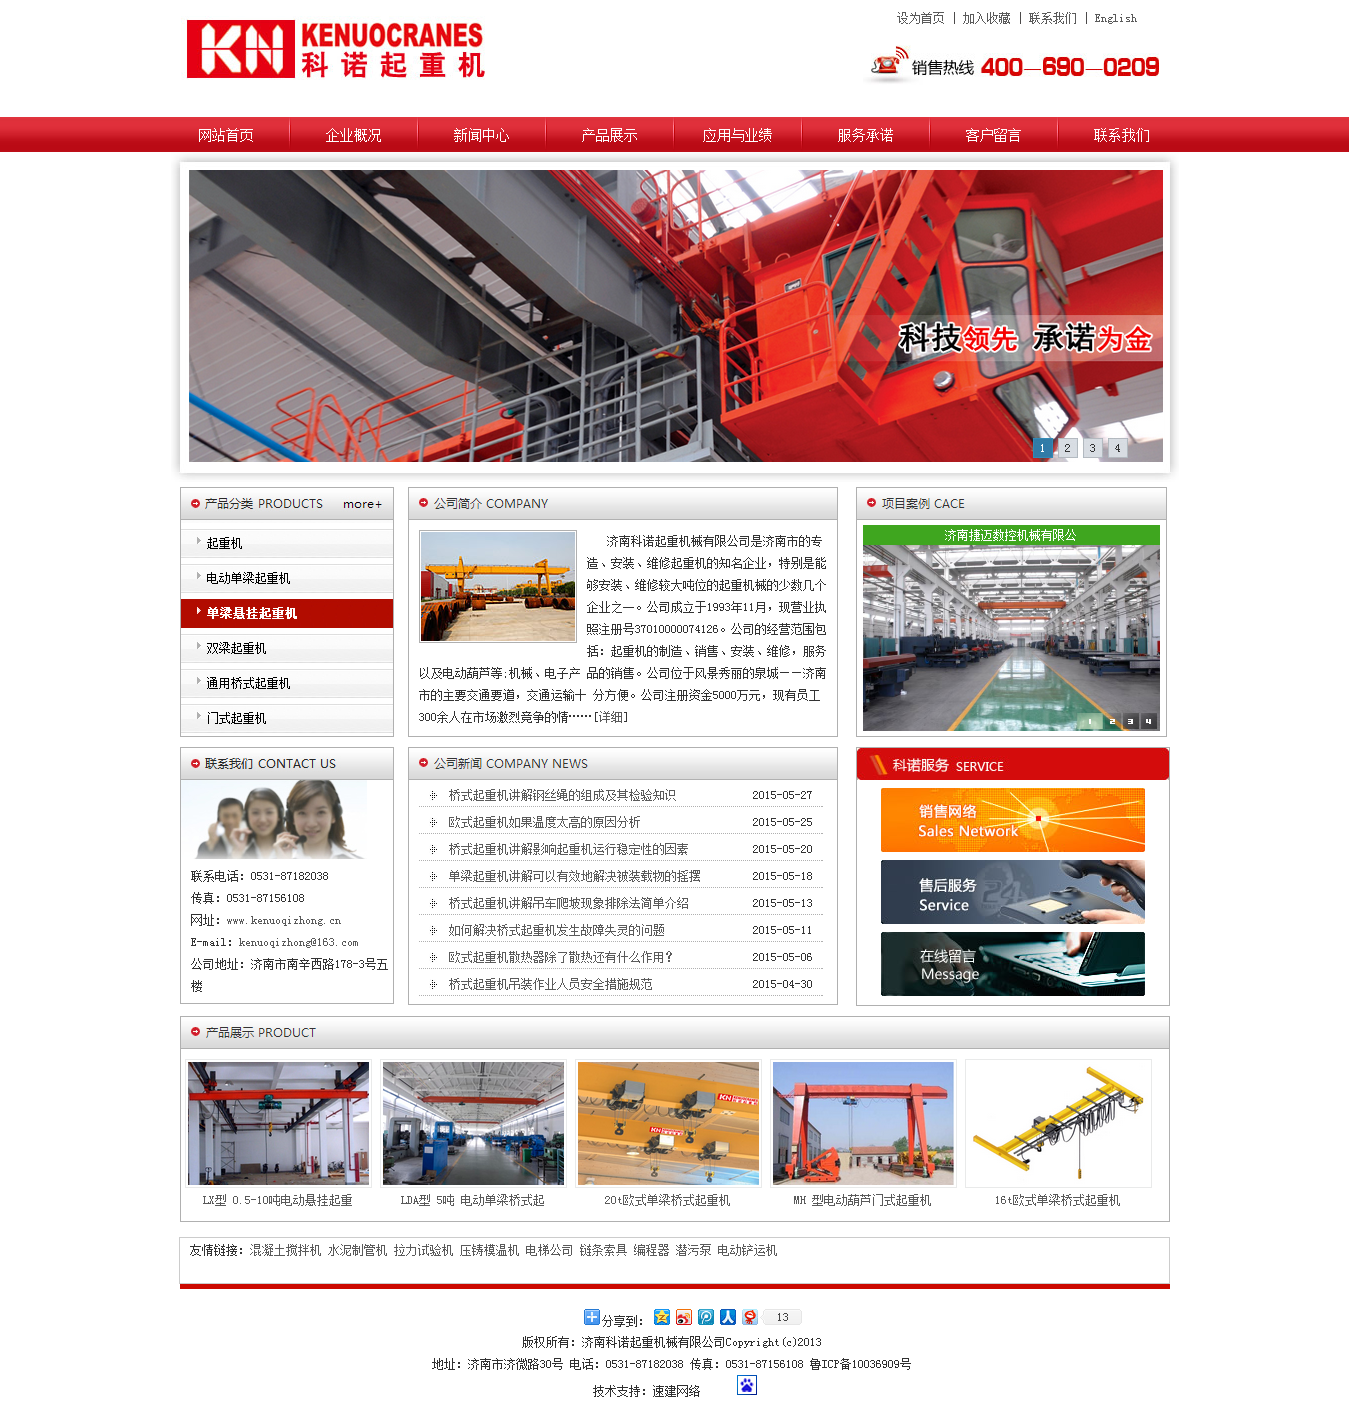 设为首页 | 加入收藏 | 联系我们 | English
KN KENUOCRANES
科诺起重机
销售热线 400—690—0209
网站首页 企业概况 新闻中心 产品展示 应用与业绩 服务承诺 客户留言 联系我们
科技领先 承诺为金
1 2 3 4
产品分类 PRODUCTS more+
起重机
电动单梁起重机
单梁悬挂起重机
双梁起重机
通用桥式起重机
门式起重机
公司简介 COMPANY
济南科诺起重机械有限公司是济南市的专
造、安装、维修起重机的知名企业，特别是能
够安装、维修较大吨位的起重机械的少数几个
企业之一。公司成立于1993年11月，现营业执
照注册号37010000074126。公司的经营范围包
括：起重机的制造、销售、安装、维修，服务
以及电动葫芦等;机械、电子产 品的销售。公司位于风景秀丽的泉城——济南
市的主要交通要道，交通运输十 分方便。公司注册资金5000万元，现有员工
300余人在市场激烈竞争的情……[详细]
项目案例 CACE
济南捷迈数控机械有限公
1 2 3 4
联系我们 CONTACT US
联系电话：0531-87182038
传真：0531-87156108
网址：www.kenuoqizhong.cn
E-mail：kenuoqizhong@163.com
公司地址：济南市南辛西路178-3号五
楼
公司新闻 COMPANY NEWS
桥式起重机讲解钢丝绳的组成及其检验知识 2015-05-27
欧式起重机如果温度太高的原因分析 2015-05-25
桥式起重机讲解影响起重机运行稳定性的因素 2015-05-20
单梁起重机讲解可以有效地解决被装载物的摇摆 2015-05-18
桥式起重机讲解吊车爬坡现象排除法简单介绍 2015-05-13
如何解决桥式起重机发生故障失灵的问题 2015-05-11
欧式起重机散热器除了散热还有什么作用？ 2015-05-06
桥式起重机吊装作业人员安全措施规范 2015-04-30
科诺服务 SERVICE
销售网络
Sales Network
售后服务
Service
在线留言
Message
产品展示 PRODUCT
KN
KN
LX型 0.5-10吨电动悬挂起重 LDA型 5吨 电动单梁桥式起 20t欧式单梁桥式起重机 MH 型电动葫芦门式起重机 16t欧式单梁桥式起重机
友情链接：混凝土搅拌机 水泥制管机 拉力试验机 压铸模温机 电梯公司 链条索具 编程器 潜污泵 电动铲运机
分享到： 13
版权所有：济南科诺起重机械有限公司Copyright(c)2013
地址：济南市济微路30号 电话：0531-87182038 传真：0531-87156108 鲁ICP备10036909号
技术支持：速建网络